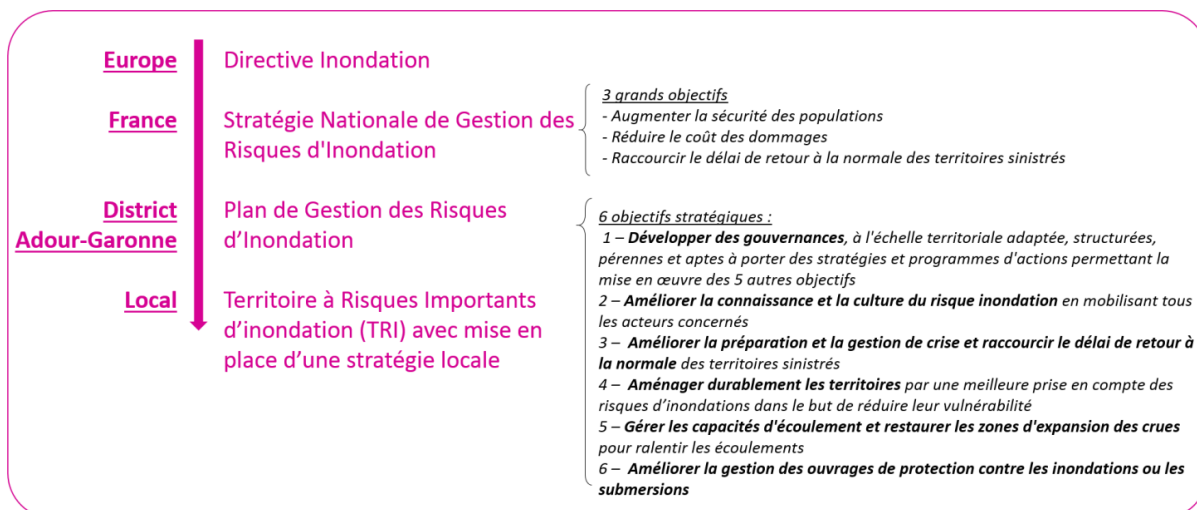 Europe
Directive Inondation
France
Stratégie Nationale de Gestion des
Risques d'Inondation
3 grands objectifs
- Augmenter la sécurité des populations
- Réduire le coût des dommages
- Raccourcir le délai de retour à la normale des territoires sinistrés
District
Adour-Garonne
Plan de Gestion des Risques
d’Inondation
6 objectifs stratégiques :
1 – Développer des gouvernances, à l'échelle territoriale adaptée, structurées,
pérennes et aptes à porter des stratégies et programmes d'actions permettant la
mise en œuvre des 5 autres objectifs
2 – Améliorer la connaissance et la culture du risque inondation en mobilisant tous
les acteurs concernés
3 – Améliorer la préparation et la gestion de crise et raccourcir le délai de retour à
la normale des territoires sinistrés
4 – Aménager durablement les territoires par une meilleure prise en compte des
risques d’inondations dans le but de réduire leur vulnérabilité
5 – Gérer les capacités d'écoulement et restaurer les zones d'expansion des crues
pour ralentir les écoulements
6 – Améliorer la gestion des ouvrages de protection contre les inondations ou les
submersions
Local
Territoire à Risques Importants
d’inondation (TRI) avec mise en
place d’une stratégie locale